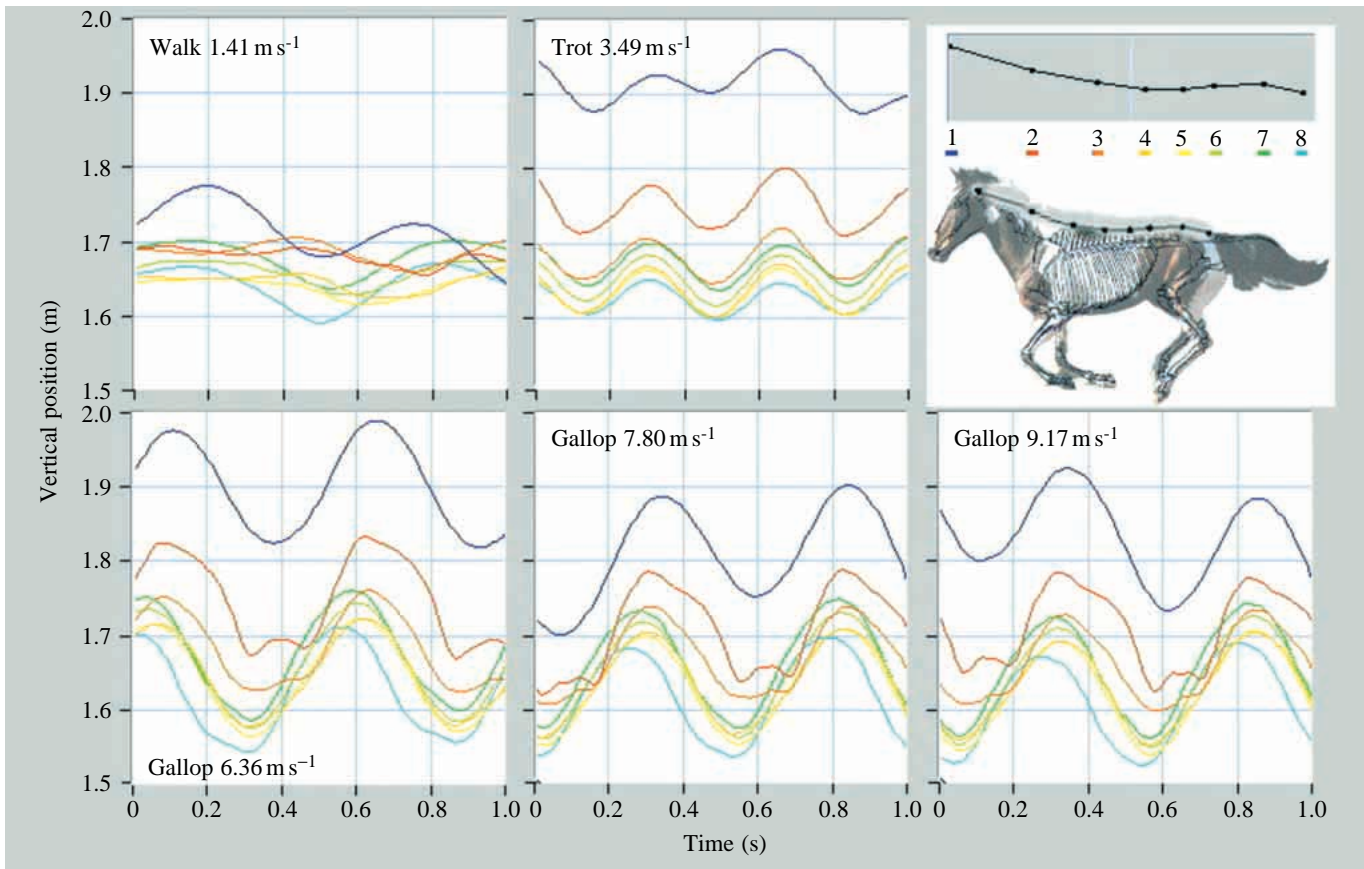 Walk 1.41 m s-1
Trot 3.49 m s-1
1 2 3 4 5 6 7 8
2.0
1.9
1.8
1.7
1.6
1.5
Vertical position (m)
Gallop 6.36 m s–1
Gallop 7.80 m s-1
Gallop 9.17 m s-1
2.0
1.9
1.8
1.7
1.6
1.5
0 0.2 0.4 0.6 0.8 1.0
0 0.2 0.4 0.6 0.8 1.0
0 0.2 0.4 0.6 0.8 1.0
Time (s)